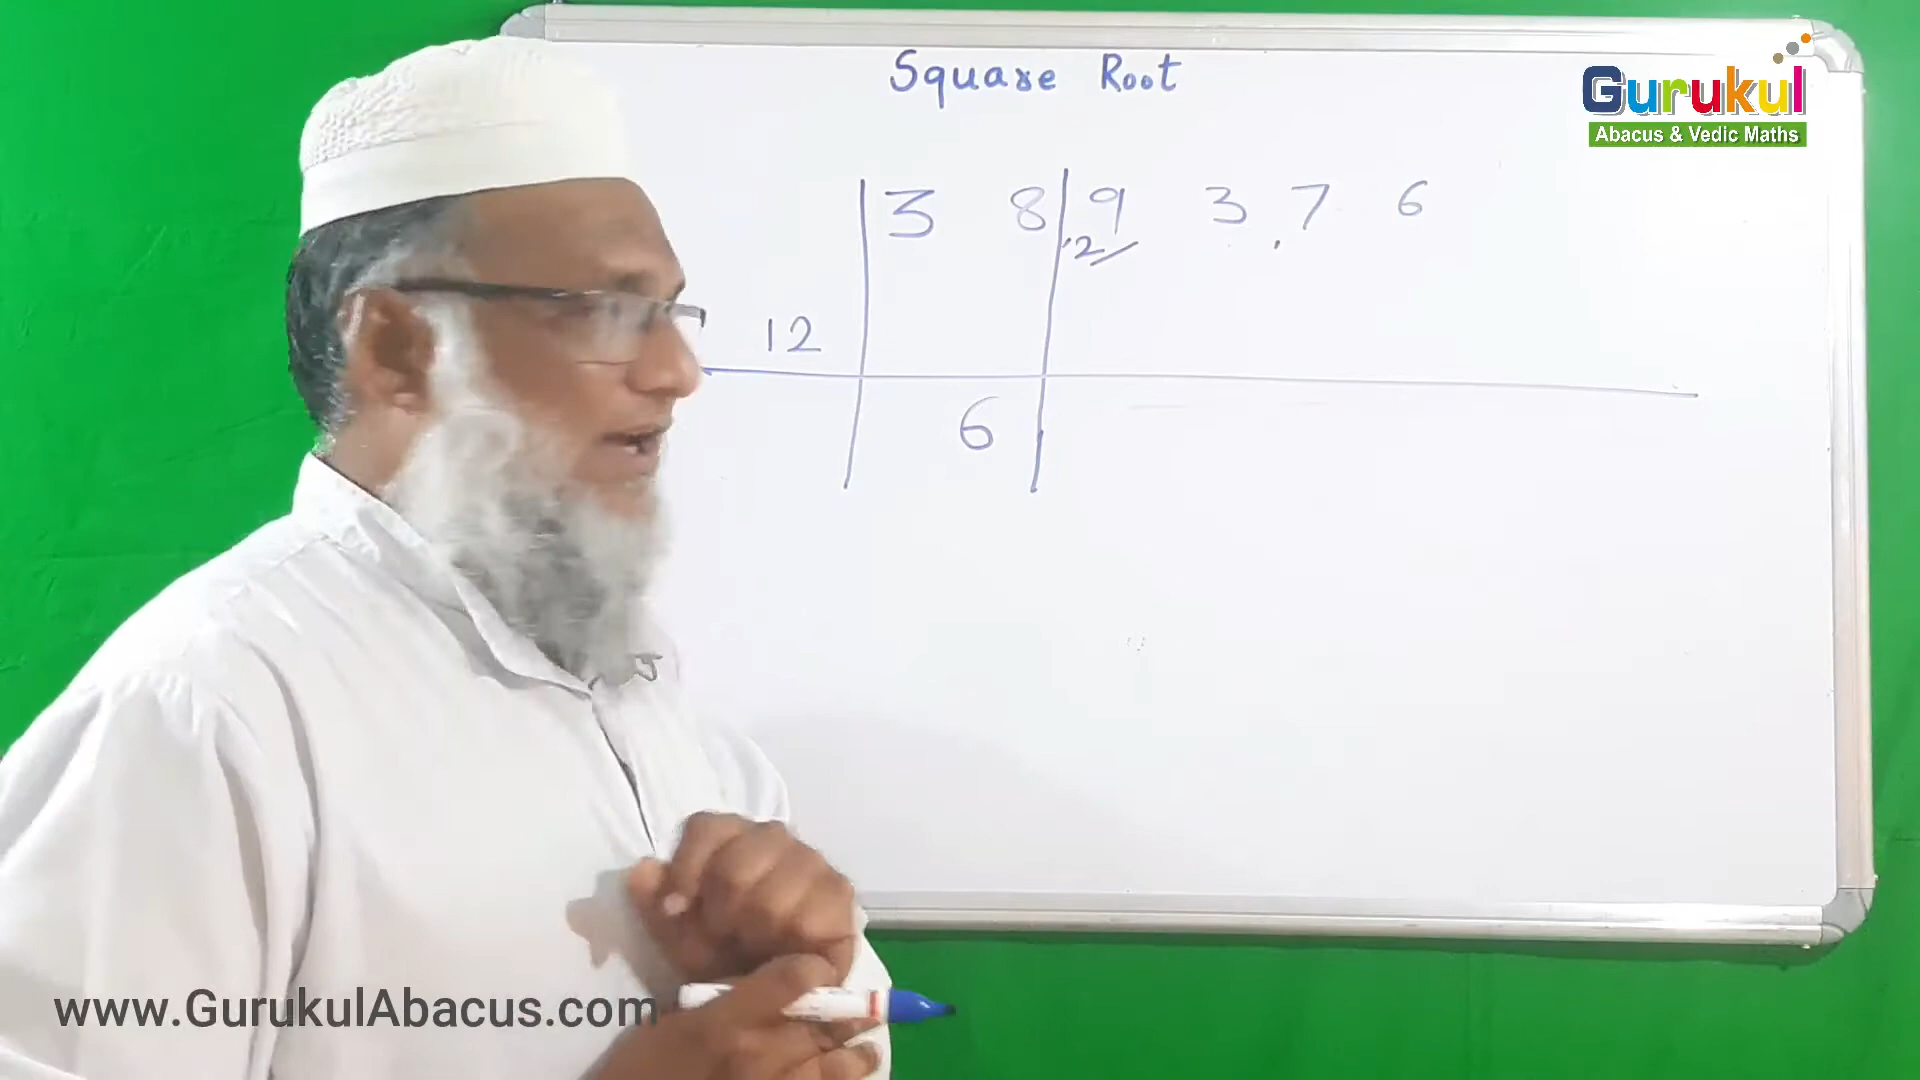 Square Root
Gurukul
Abacus & Vedic Maths
3 8 9 3.7 6
2
12
6
www.GurukulAbacus.com